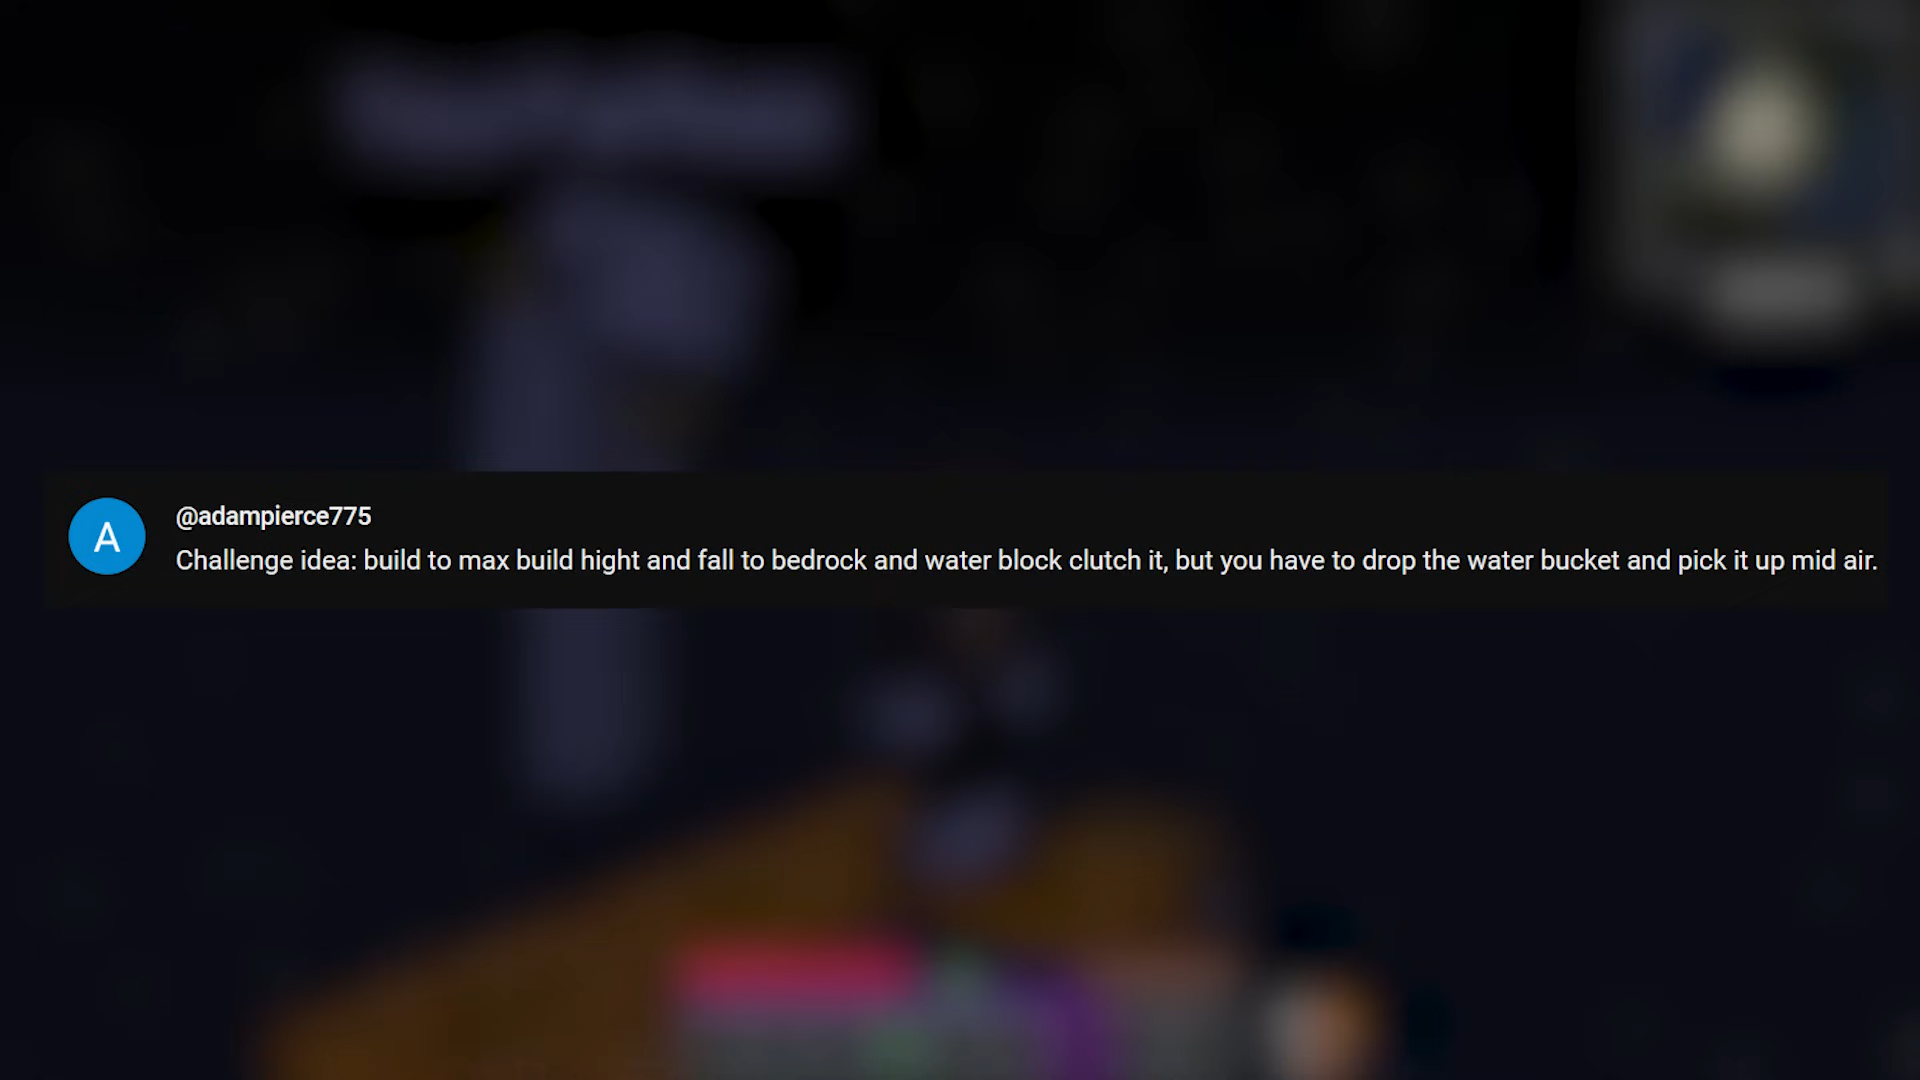 A
@adampierce775
Challenge idea: build to max build hight and fall to bedrock and water block clutch it, but you have to drop the water bucket and pick it up mid air.